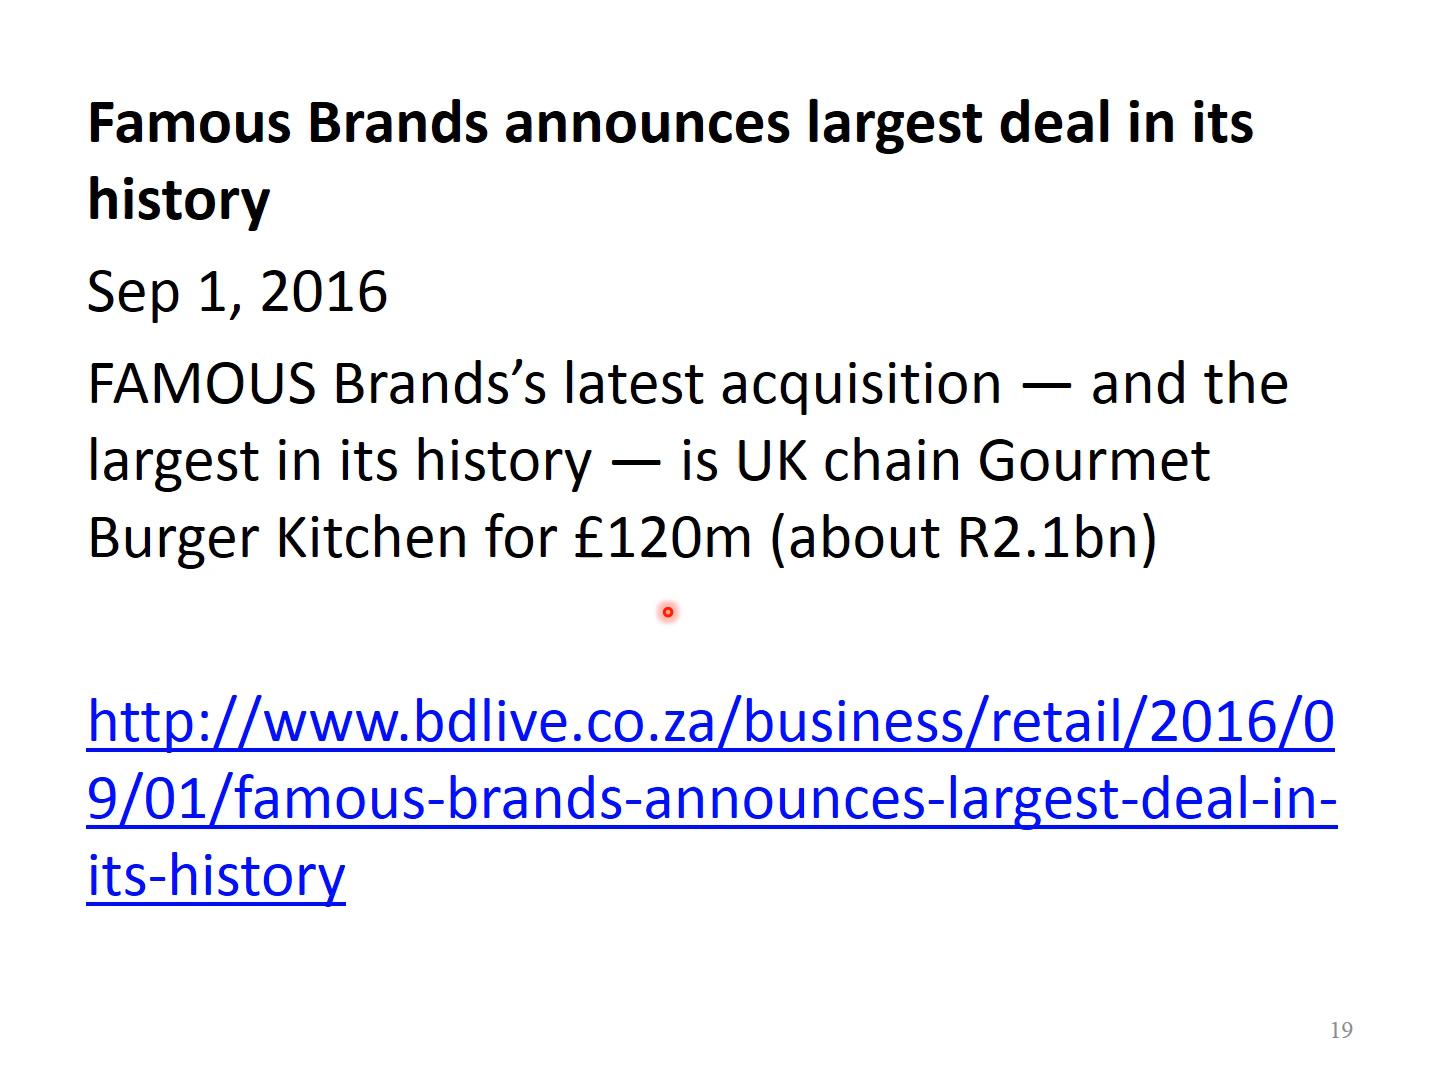 Famous Brands announces largest deal in its
history
Sep 1, 2016
FAMOUS Brands’s latest acquisition — and the
largest in its history — is UK chain Gourmet
Burger Kitchen for £120m (about R2.1bn)
http://www.bdlive.co.za/business/retail/2016/0
9/01/famous-brands-announces-largest-deal-in-
its-history
19